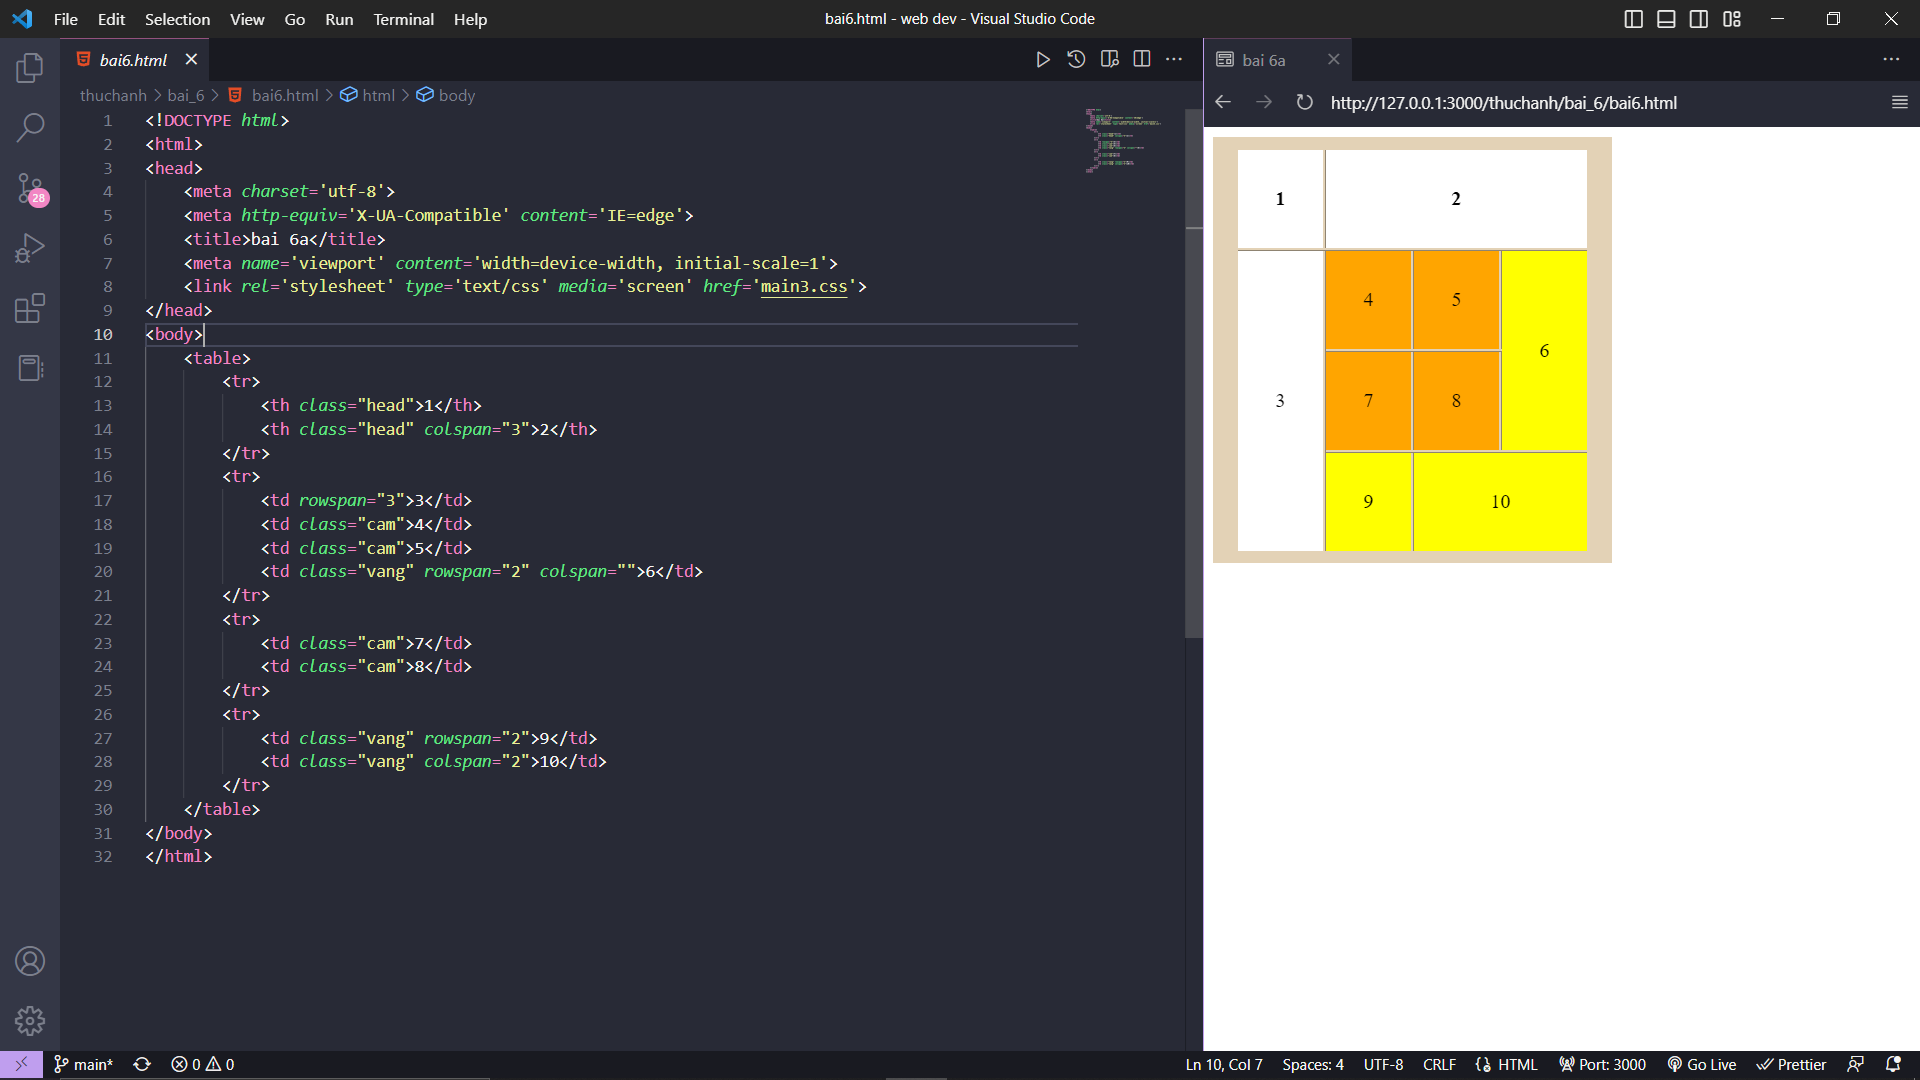 File Edit Selection View Go Run Terminal Help
bai6.html - web dev - Visual Studio Code
bai6.html
thuchanh > bai_6 > bai6.html > html > body
1 <!DOCTYPE html>
2 <html>
3 <head>
4 <meta charset='utf-8'>
5 <meta http-equiv='X-UA-Compatible' content='IE=edge'>
6 <title>bai 6a</title>
7 <meta name='viewport' content='width=device-width, initial-scale=1'>
8 <link rel='stylesheet' type='text/css' media='screen' href='main3.css'>
9 </head>
10 <body>
11 <table>
12 <tr>
13 <th class="head">1</th>
14 <th class="head" colspan="3">2</th>
15 </tr>
16 <tr>
17 <td rowspan="3">3</td>
18 <td class="cam">4</td>
19 <td class="cam">5</td>
20 <td class="vang" rowspan="2" colspan="">6</td>
21 </tr>
22 <tr>
23 <td class="cam">7</td>
24 <td class="cam">8</td>
25 </tr>
26 <tr>
27 <td class="vang" rowspan="2">9</td>
28 <td class="vang" colspan="2">10</td>
29 </tr>
30 </table>
31 </body>
32 </html>
bai 6a
http://127.0.0.1:3000/thuchanh/bai_6/bai6.html
1 2
4 5
6
3 7 8
9 10
28
main* 0 0
Ln 10, Col 7 Spaces: 4 UTF-8 CRLF HTML Port: 3000 Go Live Prettier